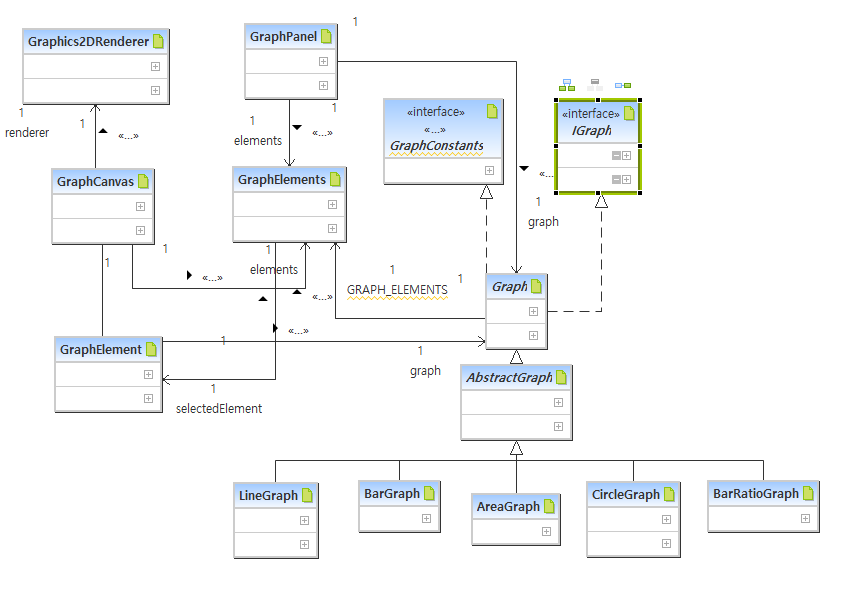 Graphics2DRenderer
GraphPanel
1
1
renderer
1
«...»
1
elements
1
«...»
«interface»
«...»
GraphConstants
«interface»
IGraph
GraphCanvas
GraphElements
«...
1
graph
1
1
«...»
1
elements
«...»
1
GRAPH_ELEMENTS
1
Graph
«...»
GraphElement
1
1
graph
1
selectedElement
AbstractGraph
LineGraph
BarGraph
AreaGraph
CircleGraph
BarRatioGraph